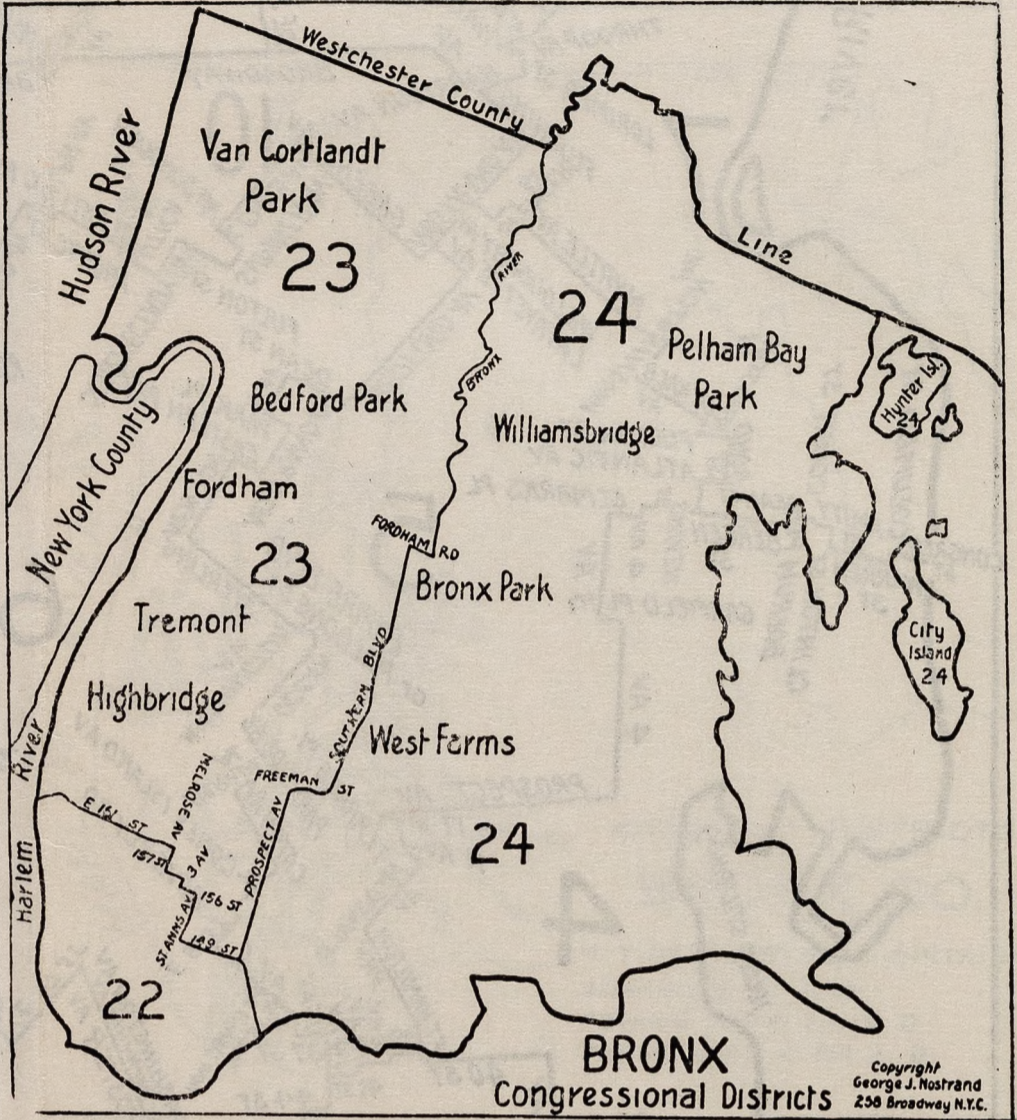 Westchester County
Line
Hudson River
Van Cortlandt
Park
23
RIVER
BRONX
24
Pelham Bay
Park
Hunter Isl.
24
Bedford Park
Williamsbridge
New York County
Fordham
FORDHAM RD
23
Bronx Park
Tremont
City
Island
24
Highbridge
SOUTHERN BLVD
West Farms
Harlem River
MELROSE AV
FREEMAN ST
E 161 ST
157 ST
3 AV
PROSPECT AV
24
156 ST
ST ANNS AV
149 ST
22
BRONX
Congressional Districts
Copyright
George J. Nostrand
258 Broadway N.Y.C.